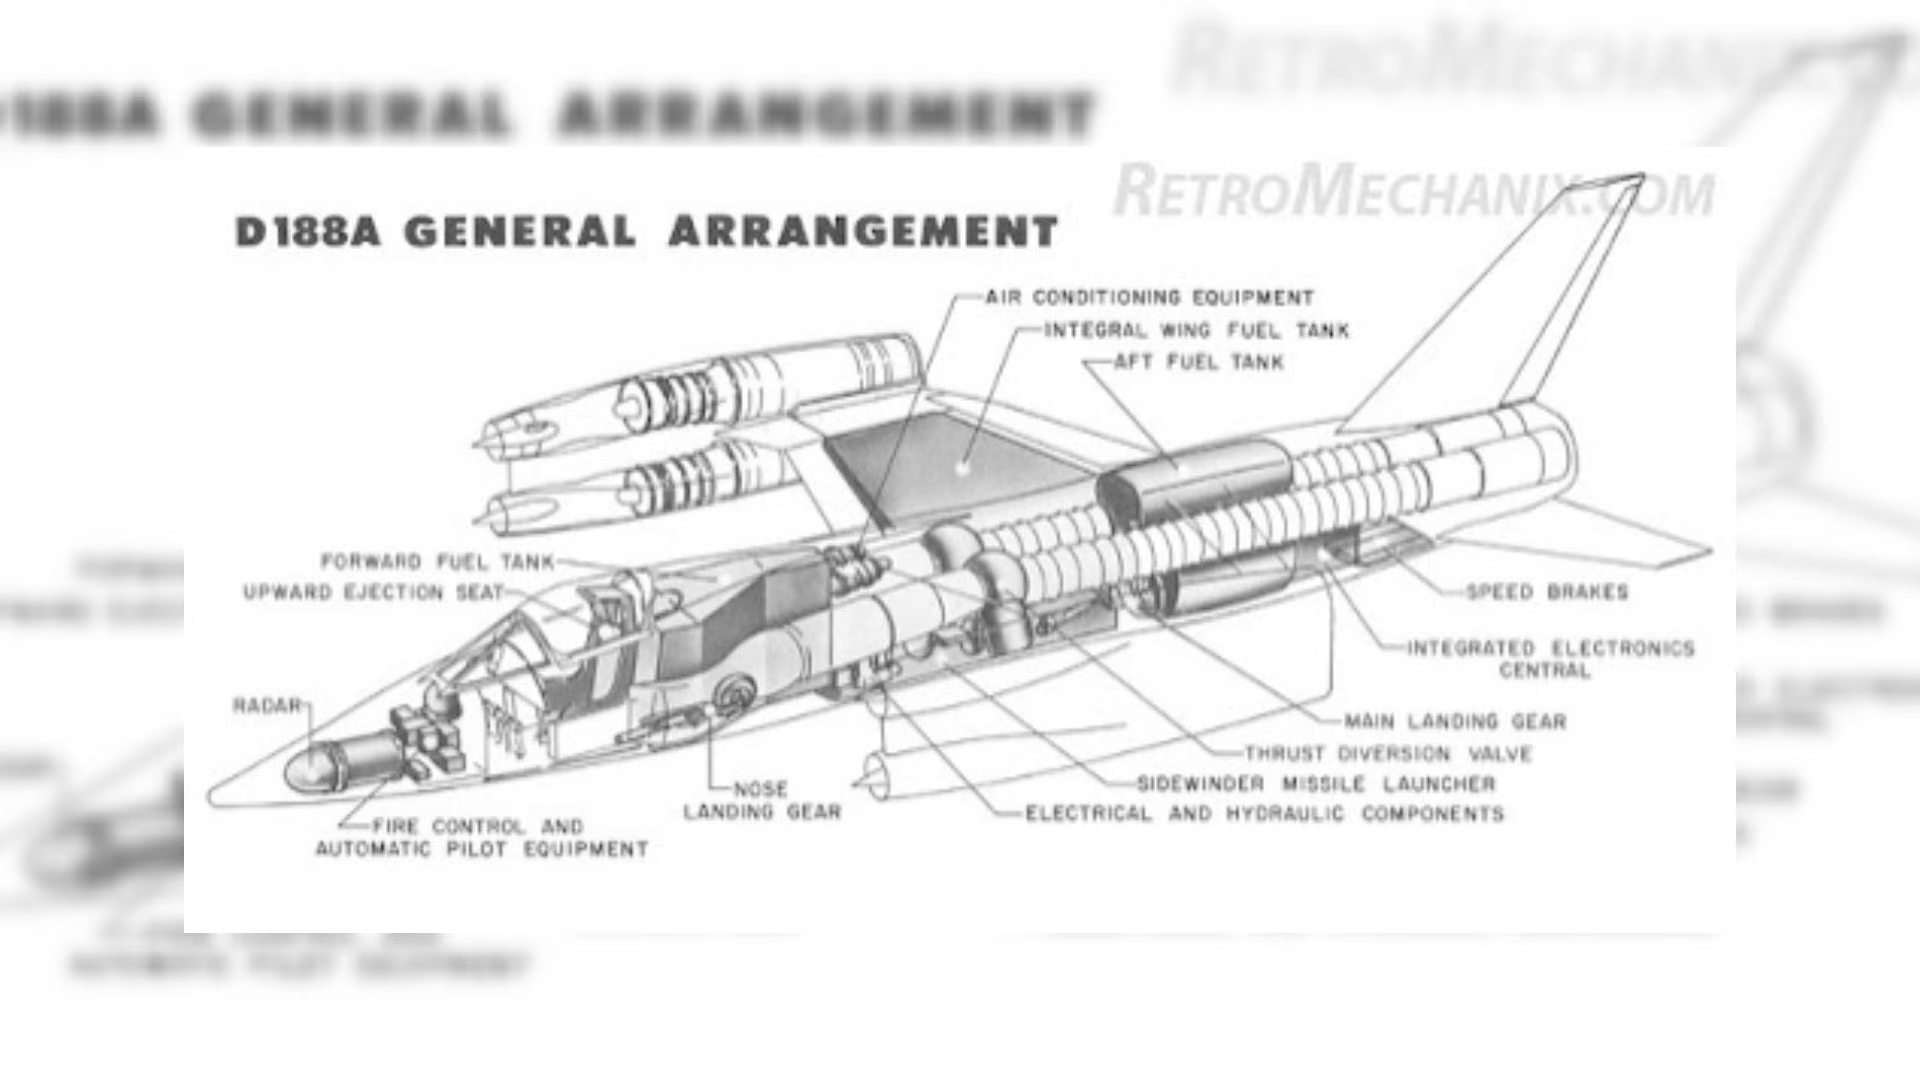 RETROMECHANIX.COM
D188A GENERAL ARRANGEMENT
AIR CONDITIONING EQUIPMENT
INTEGRAL WING FUEL TANK
AFT FUEL TANK
FORWARD FUEL TANK
UPWARD EJECTION SEAT
SPEED BRAKES
INTEGRATED ELECTRONICS
CENTRAL
RADAR
MAIN LANDING GEAR
THRUST DIVERSION VALVE
SIDEWINDER MISSILE LAUNCHER
NOSE
LANDING GEAR
ELECTRICAL AND HYDRAULIC COMPONENTS
FIRE CONTROL AND
AUTOMATIC PILOT EQUIPMENT